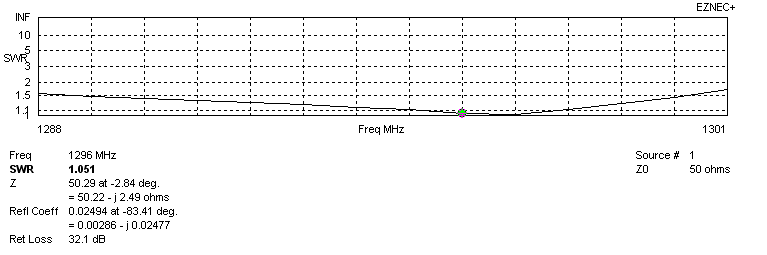 EZNEC+
INF
10
5
SWR
3
2
1.5
1.1
1
1288 Freq MHz 1301
Freq 1296 MHz Source # 1
SWR 1.051 Z0 50 ohms
Z 50.29 at -2.84 deg.
= 50.22 - j 2.49 ohms
Refl Coeff 0.02494 at -83.41 deg.
= 0.00286 - j 0.02477
Ret Loss 32.1 dB